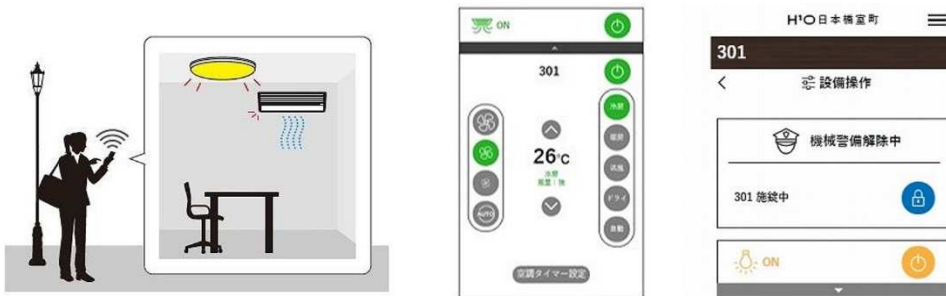 ON
301
冷房
暖房
送風
ドライ
自動
26℃
冷房
風量：強
AUTO
空調タイマー設定
H¹O日本橋室町
301
設備操作
機械警備解除中
301 施錠中
ON